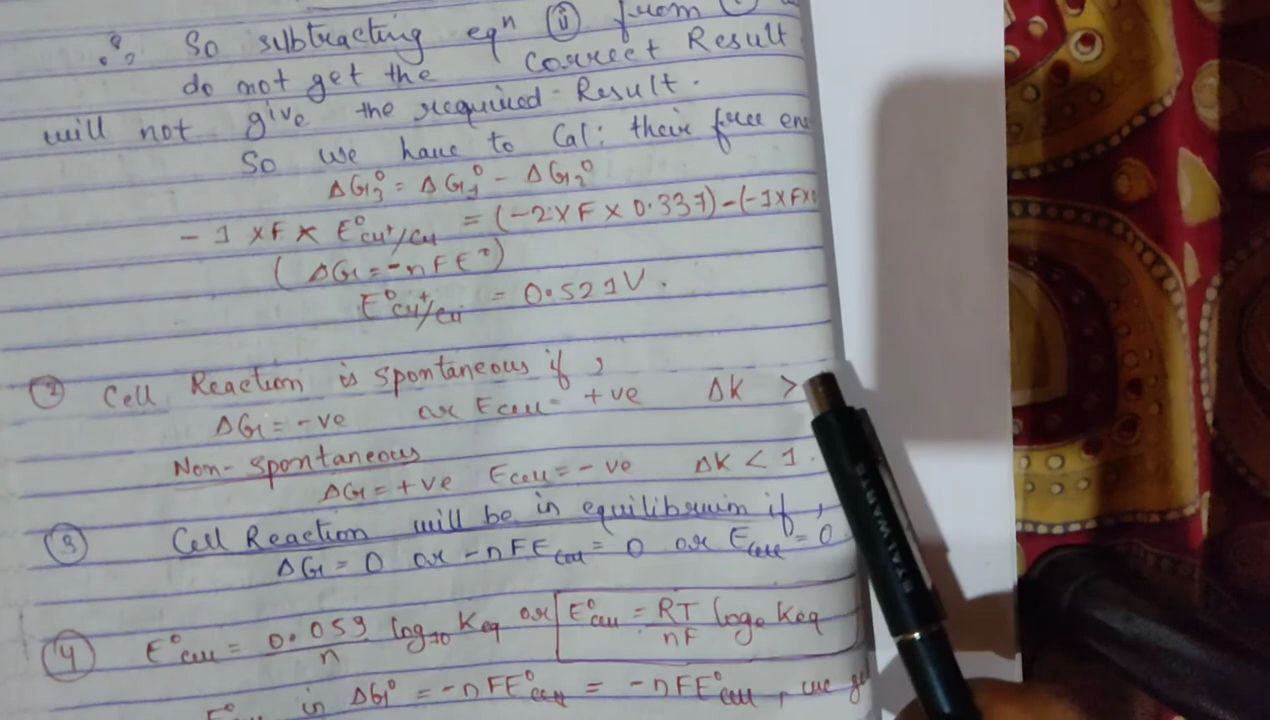 ∴ So subtracting eqⁿ (ii) from
do not get the correct Result
will not give the required Result.
So we have to Cal: their free en
ΔG₃° = ΔG₁° - ΔG₂°
- 1 × F × E°Cu⁺/Cu = (-2 × F × 0.337) - (-1 × F ×
(ΔG = -nFE°)
E°Cu⁺/Cu = 0.521V.
(2) Cell Reaction is spontaneous if,
ΔG = -ve or Ecell = +ve ΔK >
Non-spontaneous
ΔG = +ve Ecell = -ve ΔK < 1.
(3) Cell Reaction will be in equilibrium if,
ΔG = 0 or -nFEcell = 0 or Ecell = 0
(4) E°cell = 0.059/n log₁₀ Keq or E°cell = RT/nF logₑ Keq
in ΔG° = -nFE°cell = -nFE°cell, we
STALWARTS